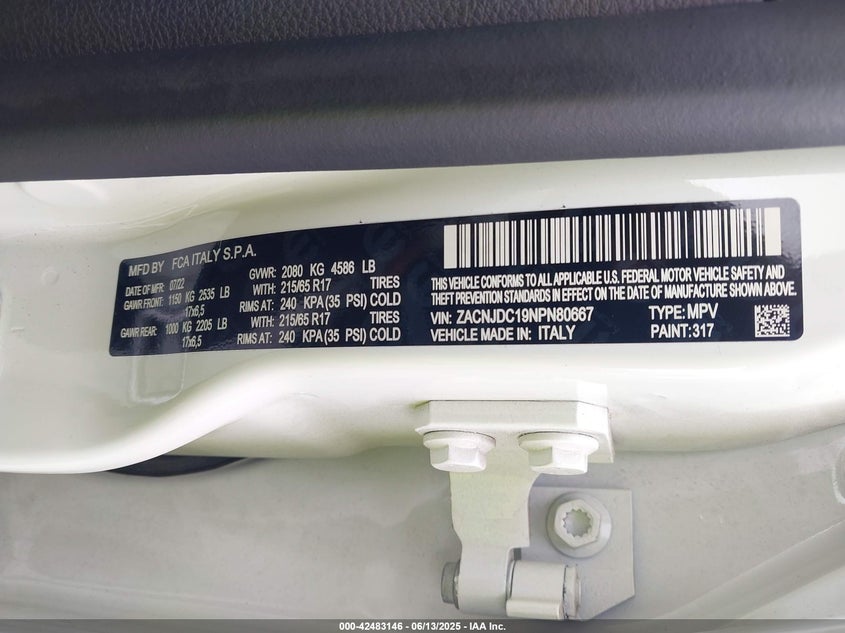 MFD BY FCA ITALY S.P.A.
DATE OF MFR: 07/22 GVWR: 2080 KG 4586 LB
GAWR FRONT: 1150 KG 2535 LB WITH: 215/65 R17 TIRES
17x6,5 RIMS AT: 240 KPA (35 PSI) COLD
GAWR REAR: 1000 KG 2205 LB WITH: 215/65 R17 TIRES
17x6,5 RIMS AT: 240 KPA (35 PSI) COLD
THIS VEHICLE CONFORMS TO ALL APPLICABLE U.S. FEDERAL MOTOR VEHICLE SAFETY AND
THEFT PREVENTION STANDARDS IN EFFECT ON THE DATE OF MANUFACTURE SHOWN ABOVE.
VIN: ZACNJDC19NPN80667 TYPE: MPV
VEHICLE MADE IN: ITALY PAINT:317
000-42483146 - 06/13/2025 - IAA Inc.